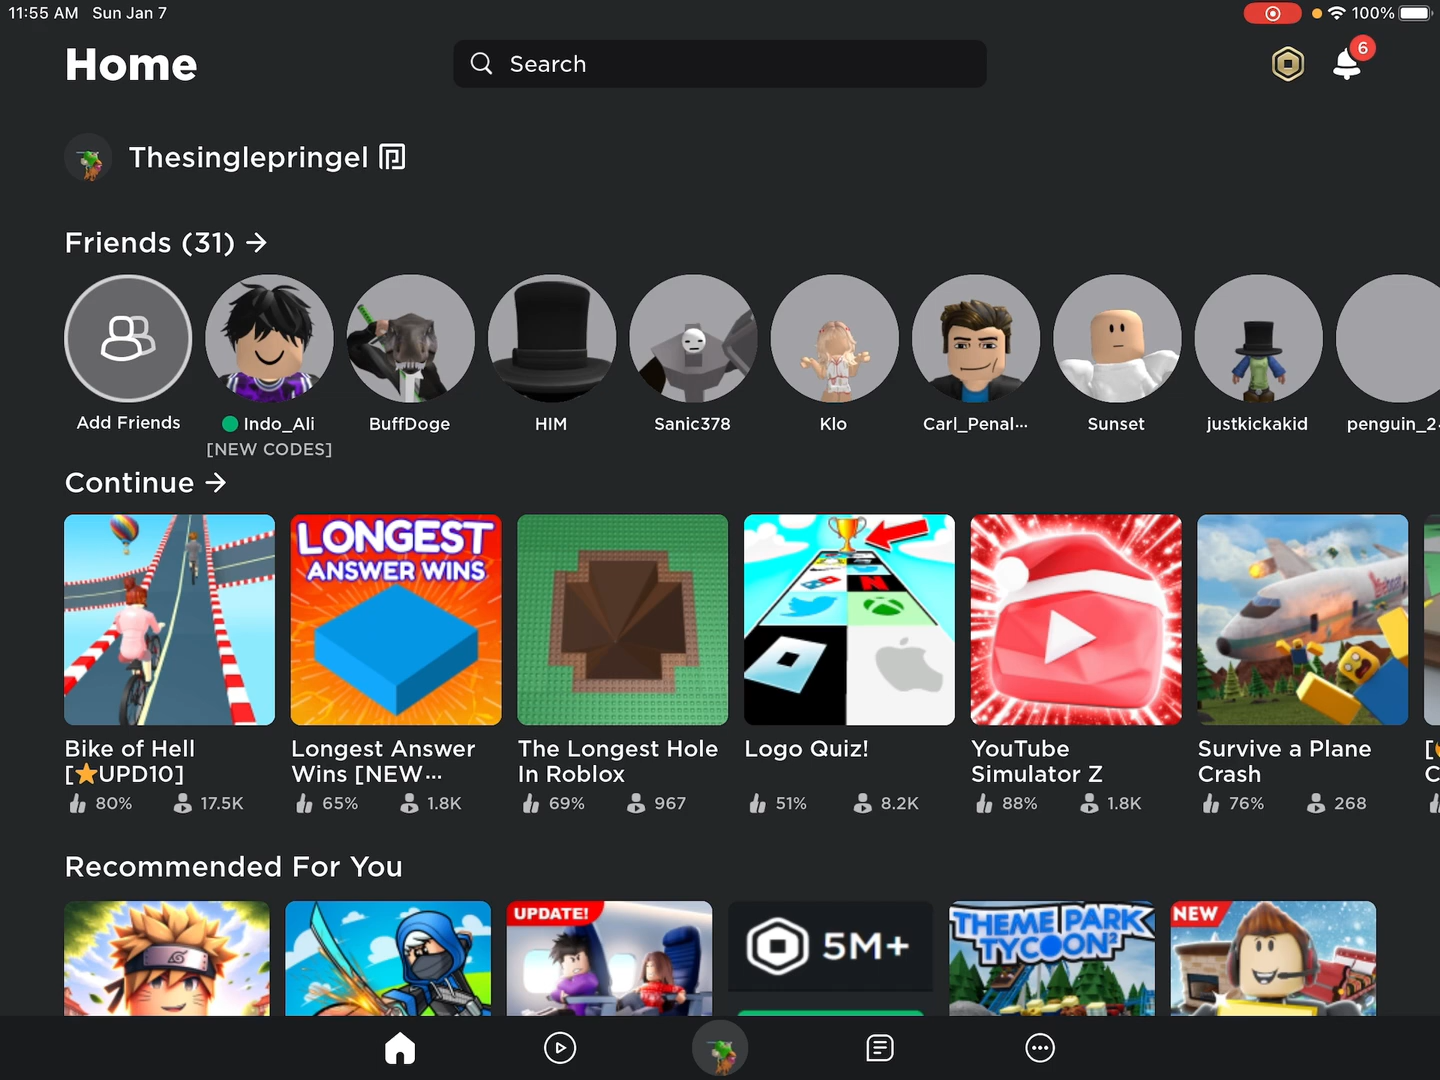 11:55 AM Sun Jan 7
100%
Home
Search
6
Thesinglepringel
Friends (31) →
Add Friends
Indo_Ali
BuffDoge
HIM
Sanic378
Klo
Carl_Penal...
Sunset
justkickakid
penguin_2
[NEW CODES]
Continue →
LONGEST
ANSWER WINS
Bike of Hell
[⭐UPD10]
80% 17.5K
Longest Answer
Wins [NEW...
65% 1.8K
The Longest Hole
In Roblox
69% 967
Logo Quiz!
51% 8.2K
YouTube
Simulator Z
88% 1.8K
Survive a Plane
Crash
76% 268
Recommended For You
UPDATE!
5M+
THEME PARK
TYCOON²
NEW